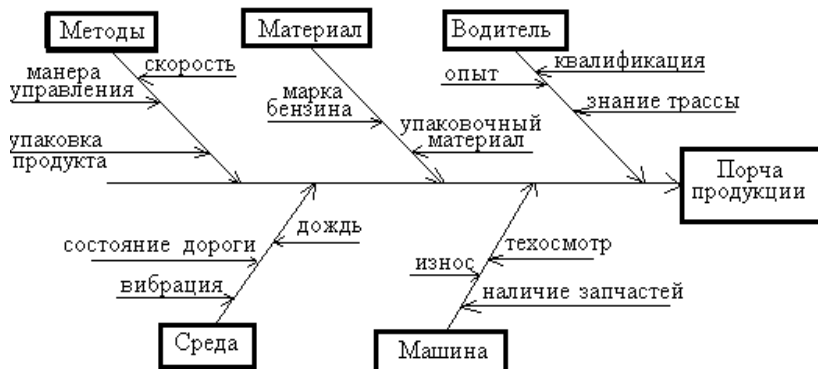 Методы
Материал
Водитель
скорость
манера
управления
упаковка
продукта
марка
бензина
упаковочный
материал
квалификация
опыт
знание трассы
Порча
продукции
дождь
состояние дороги
вибрация
Среда
техосмотр
износ
наличие запчастей
Машина